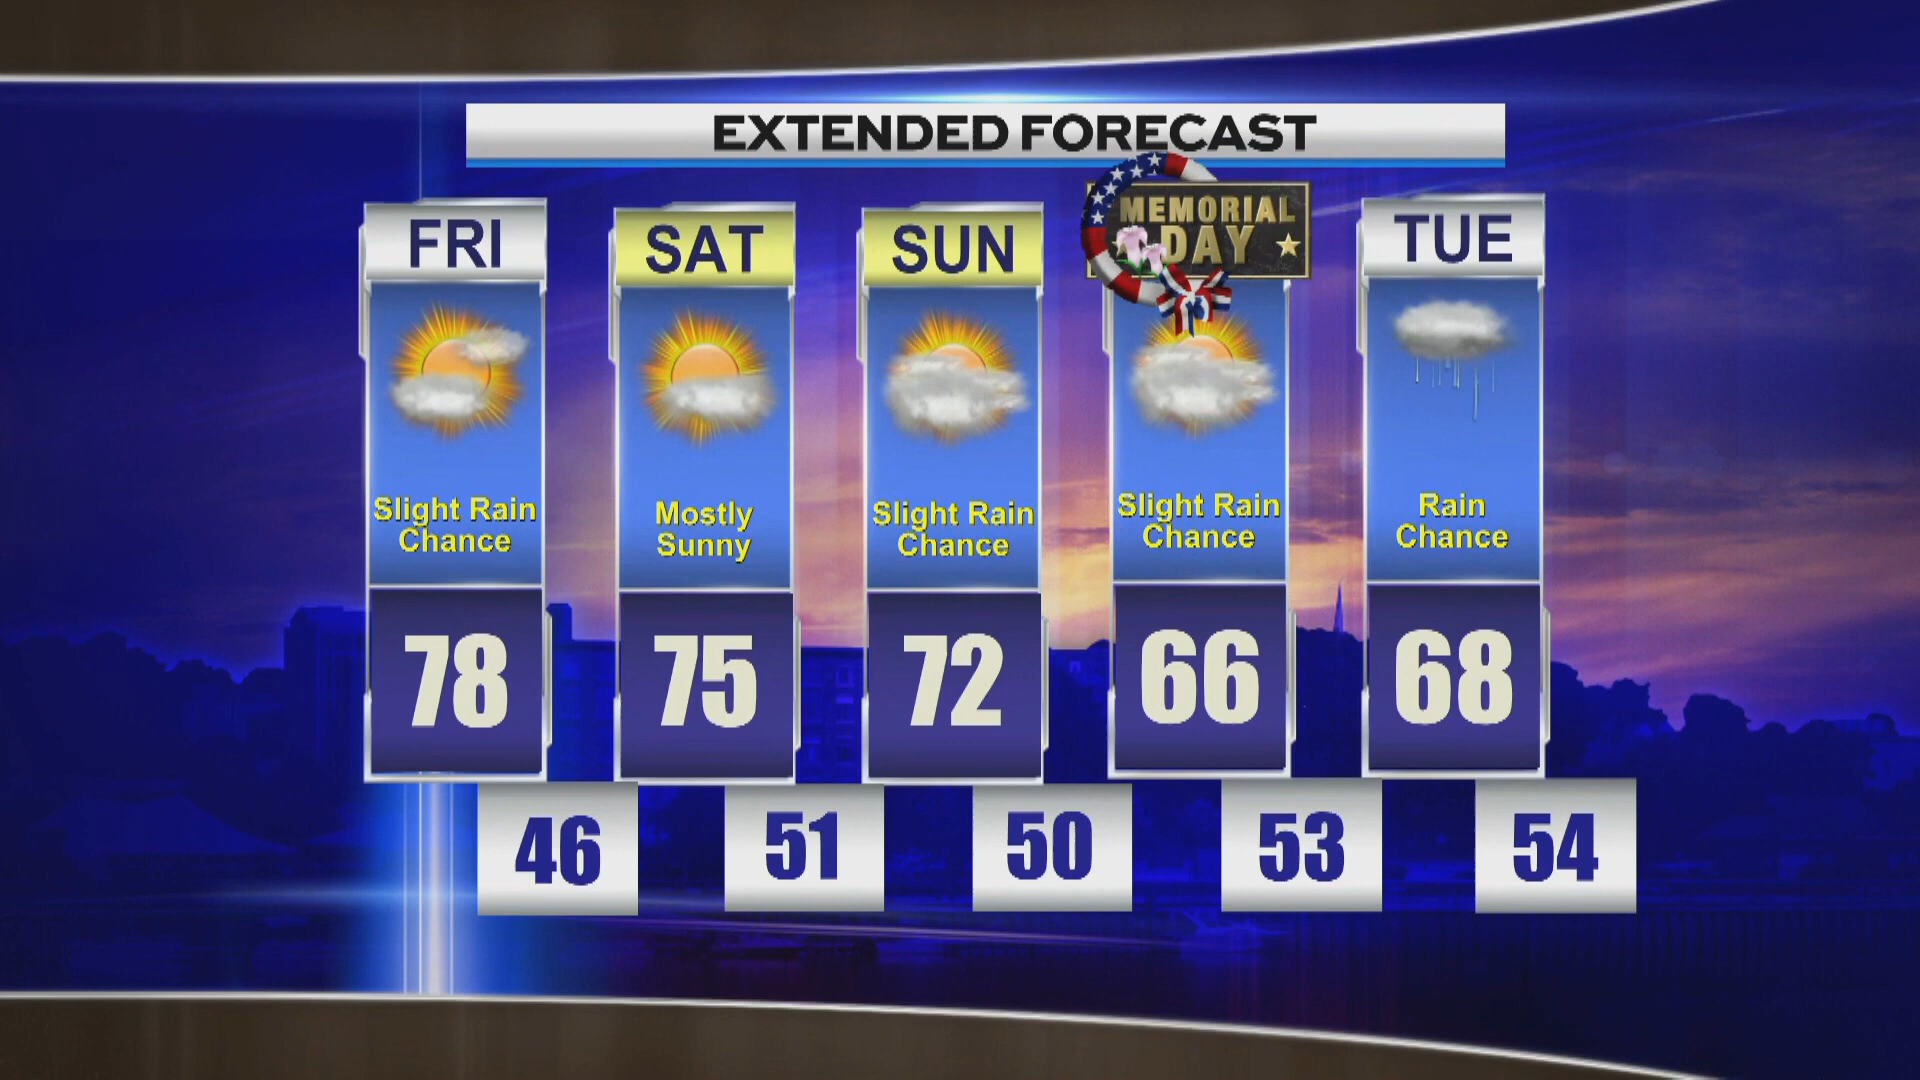 EXTENDED FORECAST
FRI
SAT
SUN
MEMORIAL
DAY
TUE
Slight Rain
Chance
Mostly
Sunny
Slight Rain
Chance
Slight Rain
Chance
Rain
Chance
78
75
72
66
68
46
51
50
53
54